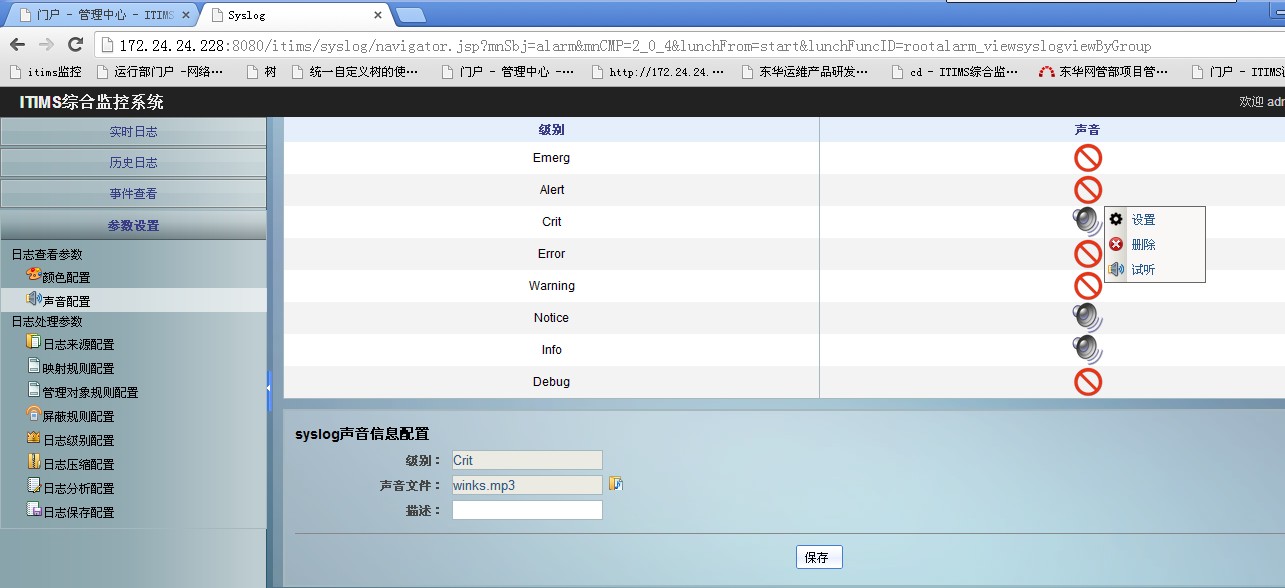 门户 - 管理中心 - ITIMS
Syslog
172.24.24.228:8080/itims/syslog/navigator.jsp?mnSbj=alarm&mnCMP=2_0_4&lunchFrom=start&lunchFuncID=rootalarm_viewsyslogviewByGroup
itims监控 运行部门户 -网络… 树 统一自定义树的使… 门户 - 管理中心 -… http://172.24.24.… 东华运维产品研发… cd - ITIMS综合监… 东华网管部项目管… 门户 - ITIMS
ITIMS综合监控系统 欢迎 adr
实时日志
历史日志
事件查看
参数设置
日志查看参数
颜色配置
声音配置
日志处理参数
日志来源配置
映射规则配置
管理对象规则配置
屏蔽规则配置
日志级别配置
日志压缩配置
日志分析配置
日志保存配置
级别 声音
Emerg
Alert
Crit
Error
Warning
Notice
Info
Debug
设置
删除
试听
syslog声音信息配置
级别： Crit
声音文件： winks.mp3
描述：
保存